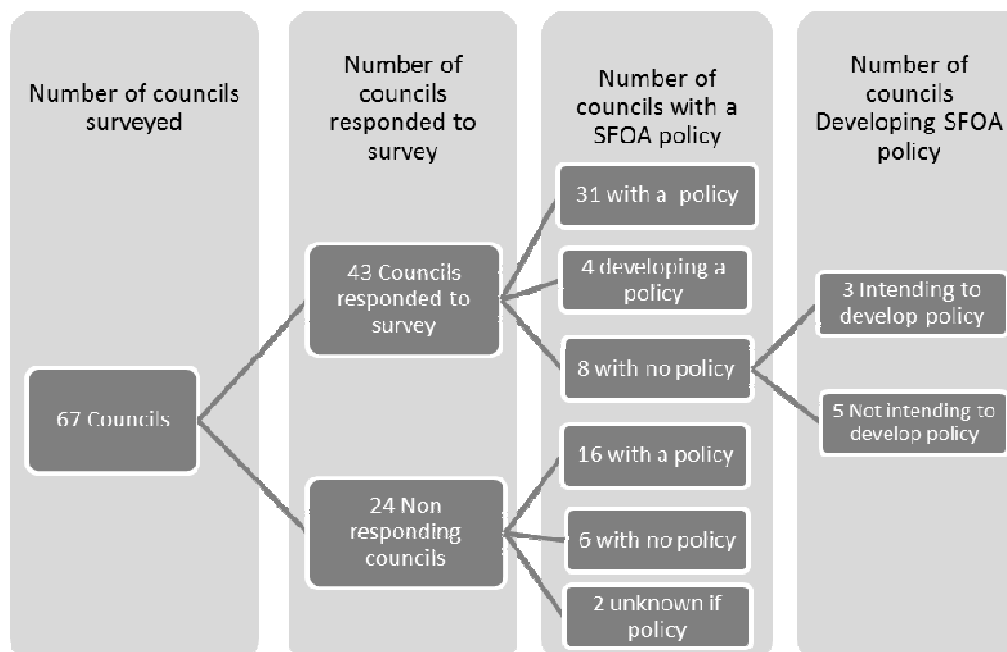 Number of councils
surveyed
67 Councils
Number of
councils
responded to
survey
43 Councils
responded to
survey
24 Non
responding
councils
Number of
councils with a
SFOA policy
31 with a policy
4 developing a
policy
8 with no policy
16 with a policy
6 with no policy
2 unknown if
policy
Number of
councils
Developing SFOA
policy
3 Intending to
develop policy
5 Not intending to
develop policy